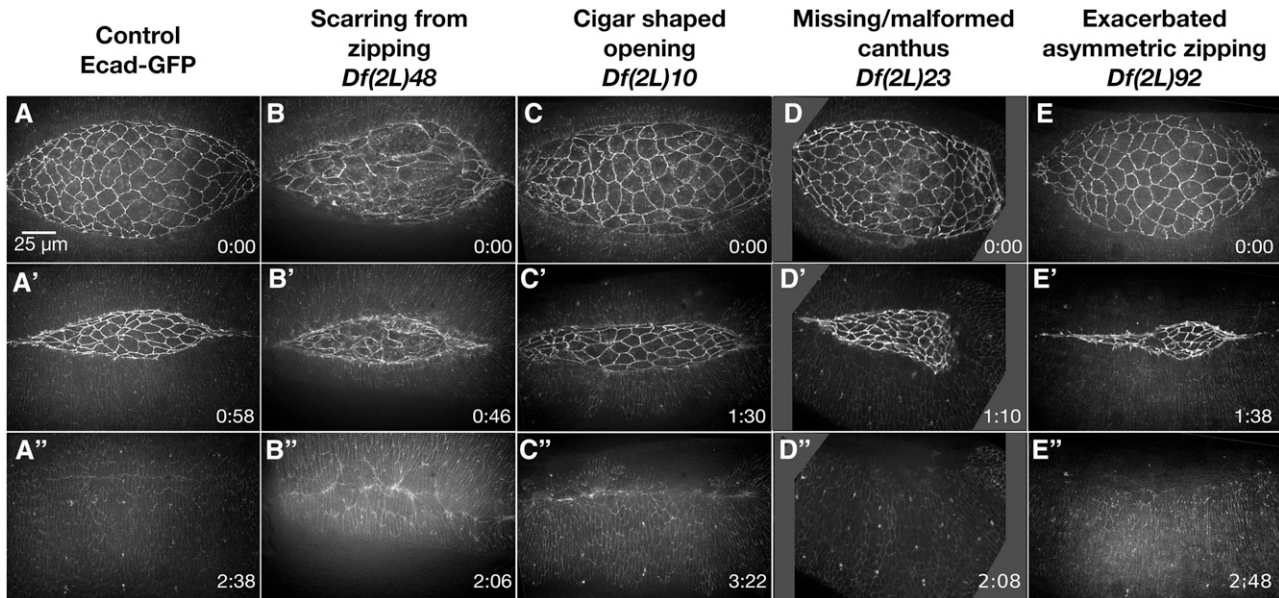 Control
Ecad-GFP
Scarring from
zipping
Df(2L)48
Cigar shaped
opening
Df(2L)10
Missing/malformed
canthus
Df(2L)23
Exacerbated
asymmetric zipping
Df(2L)92
A
25 µm
0:00
B
0:00
C
0:00
D
0:00
E
0:00
A'
0:58
B'
0:46
C'
1:30
D'
1:10
E'
1:38
A"
2:38
B"
2:06
C"
3:22
D"
2:08
E"
2:48